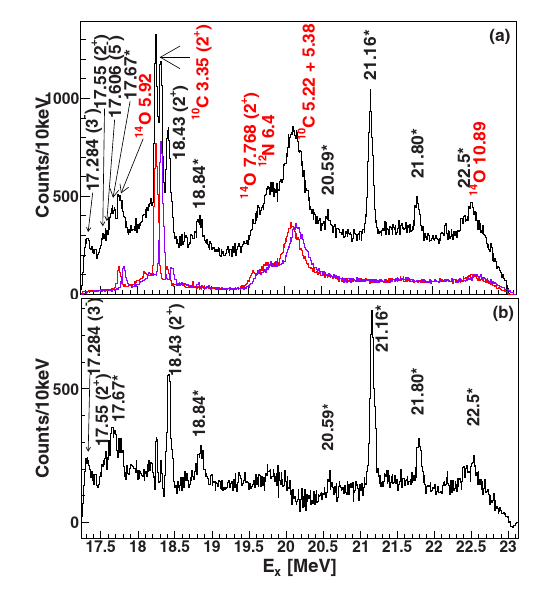 (a)
Counts/10keV
1000
500
0
17.284 (3⁻)
17.55 (2⁺)
17.606 (5⁻)
17.67*
¹⁴O 5.92
¹⁰C 3.35 (2⁺)
18.43 (2⁺)
18.84*
¹⁴O 7.768 (2⁺)
¹²N 6.4
¹⁰C 5.22 + 5.38
20.59*
21.16*
21.80*
22.5*
¹⁴O 10.89
(b)
Counts/10keV
500
0
17.284 (3⁻)
17.55 (2⁺)
17.67*
18.43 (2⁺)
18.84*
20.59*
21.16*
21.80*
22.5*
17.5 18 18.5 19 19.5 20 20.5 21 21.5 22 22.5 23
Eₓ [MeV]